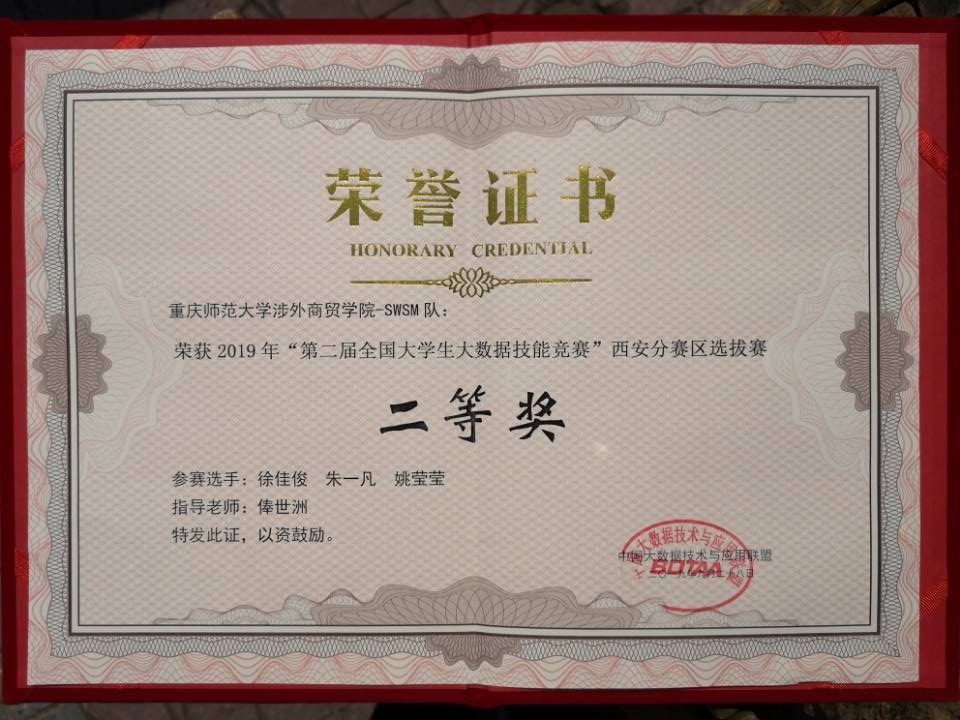 荣誉证书
HONORARY CREDENTIAL
重庆师范大学涉外商贸学院-SWSM队：
荣获2019年“第二届全国大学生大数据技能竞赛”西安分赛区选拔赛
二等奖
参赛选手：徐佳俊 朱一凡 姚莹莹
指导老师：俸世洲
特发此证，以资鼓励。
中国大数据技术与应用联盟
BDTAA